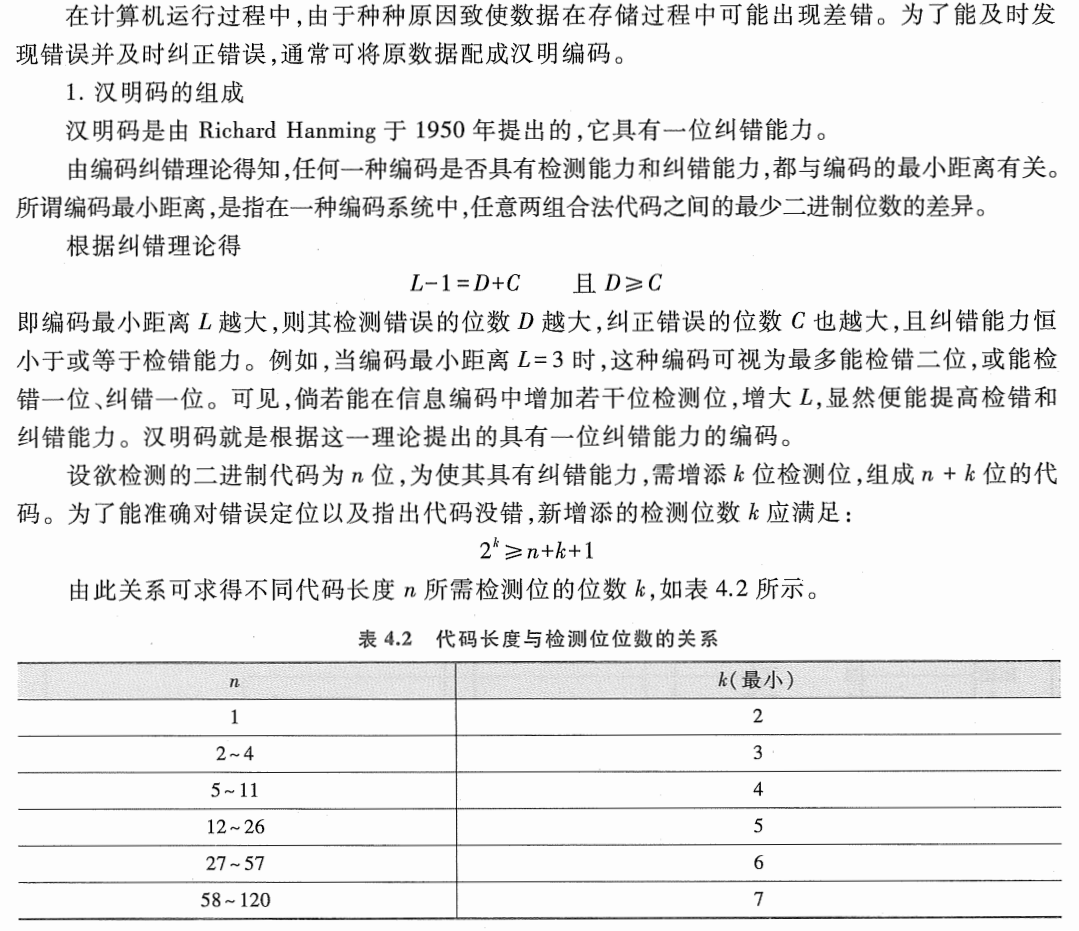 在计算机运行过程中,由于种种原因致使数据在存储过程中可能出现差错。为了能及时发
现错误并及时纠正错误,通常可将原数据配成汉明编码。
1. 汉明码的组成
汉明码是由 Richard Hanming 于 1950 年提出的,它具有一位纠错能力。
由编码纠错理论得知,任何一种编码是否具有检测能力和纠错能力,都与编码的最小距离有关。
所谓编码最小距离,是指在一种编码系统中,任意两组合法代码之间的最少二进制位数的差异。
根据纠错理论得
L-1=D+C 且 D⩾C
即编码最小距离 L 越大,则其检测错误的位数 D 越大,纠正错误的位数 C 也越大,且纠错能力恒
小于或等于检错能力。例如,当编码最小距离 L=3 时,这种编码可视为最多能检错二位,或能检
错一位、纠错一位。可见,倘若能在信息编码中增加若干位检测位,增大 L,显然便能提高检错和
纠错能力。汉明码就是根据这一理论提出的具有一位纠错能力的编码。
设欲检测的二进制代码为 n 位,为使其具有纠错能力,需增添 k 位检测位,组成 n + k 位的代
码。为了能准确对错误定位以及指出代码没错,新增添的检测位数 k 应满足:
2^k⩾n+k+1
由此关系可求得不同代码长度 n 所需检测位的位数 k,如表 4.2 所示。
表 4.2 代码长度与检测位位数的关系
n k(最小)
1 2
2~4 3
5~11 4
12~26 5
27~57 6
58~120 7